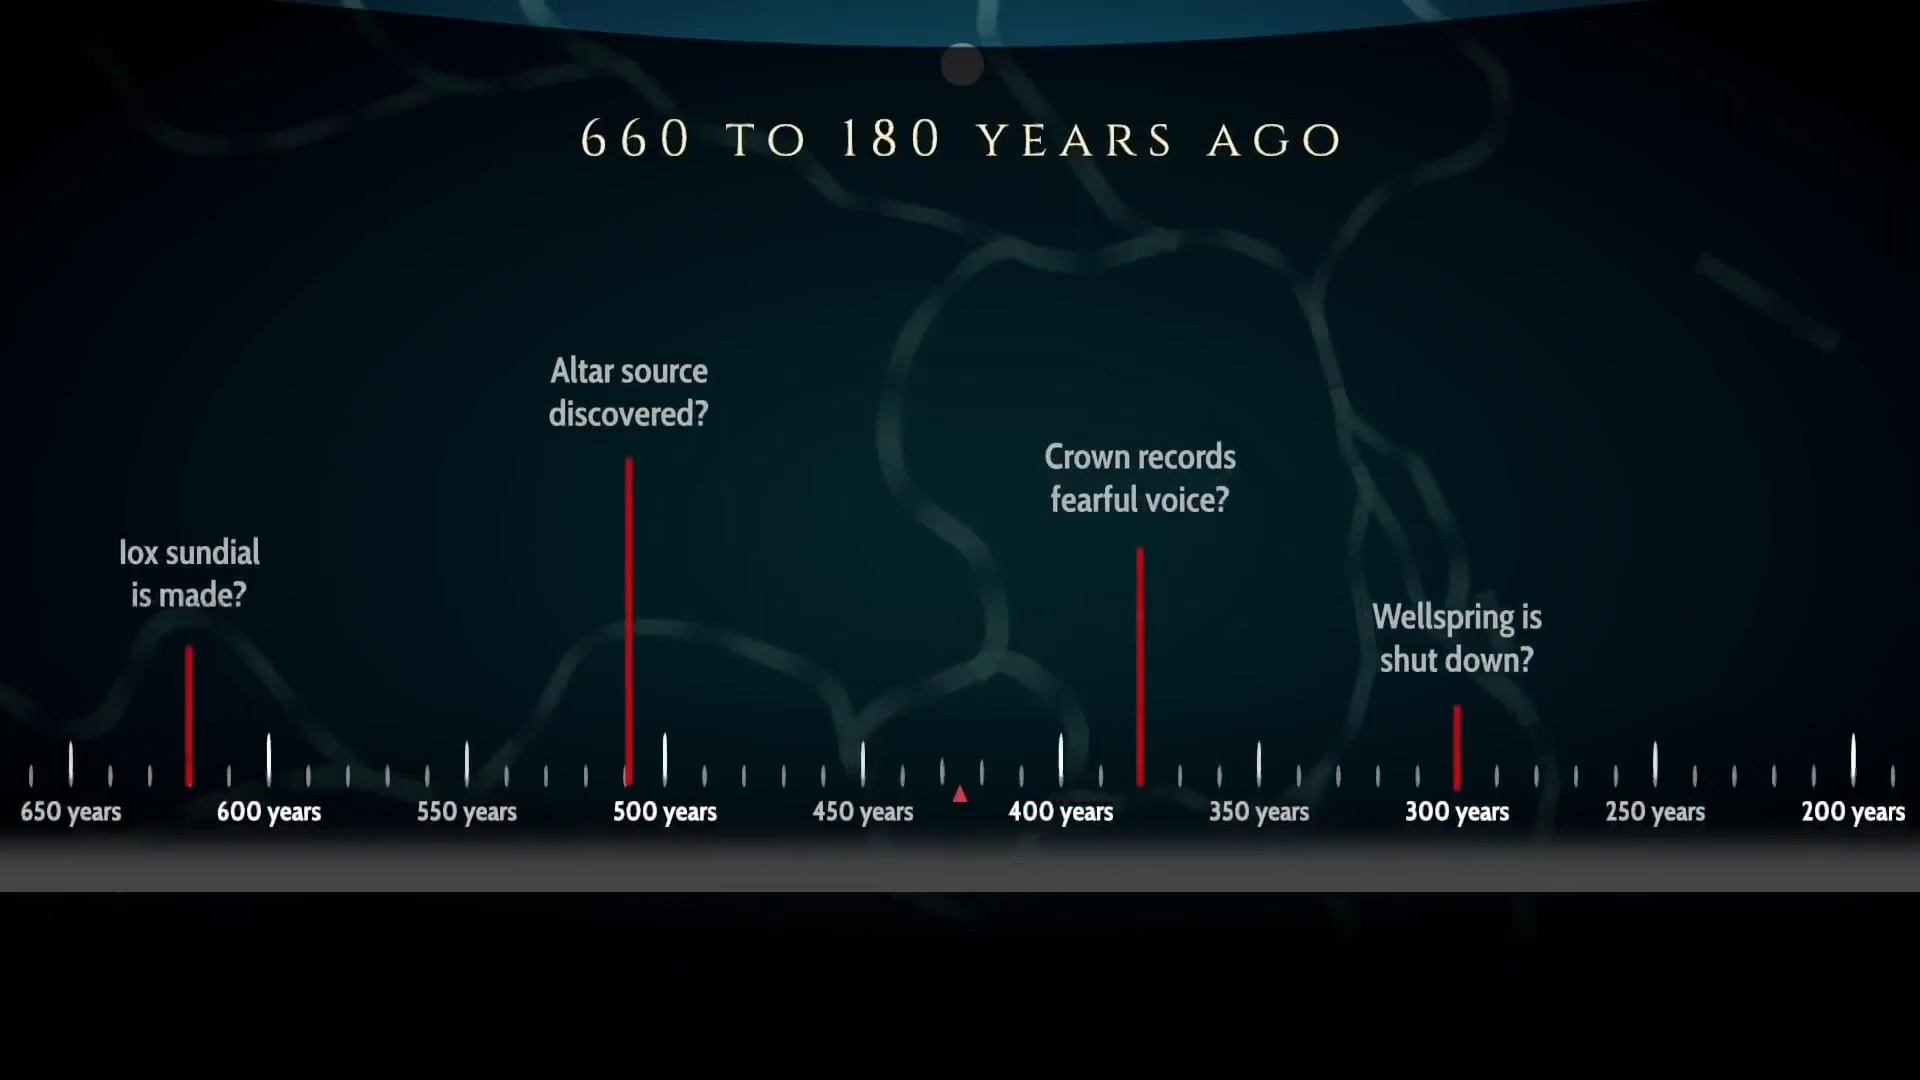 660 TO 180 YEARS AGO
Altar source
discovered?
Crown records
fearful voice?
Iox sundial
is made?
Wellspring is
shut down?
650 years
600 years
550 years
500 years
450 years
400 years
350 years
300 years
250 years
200 years